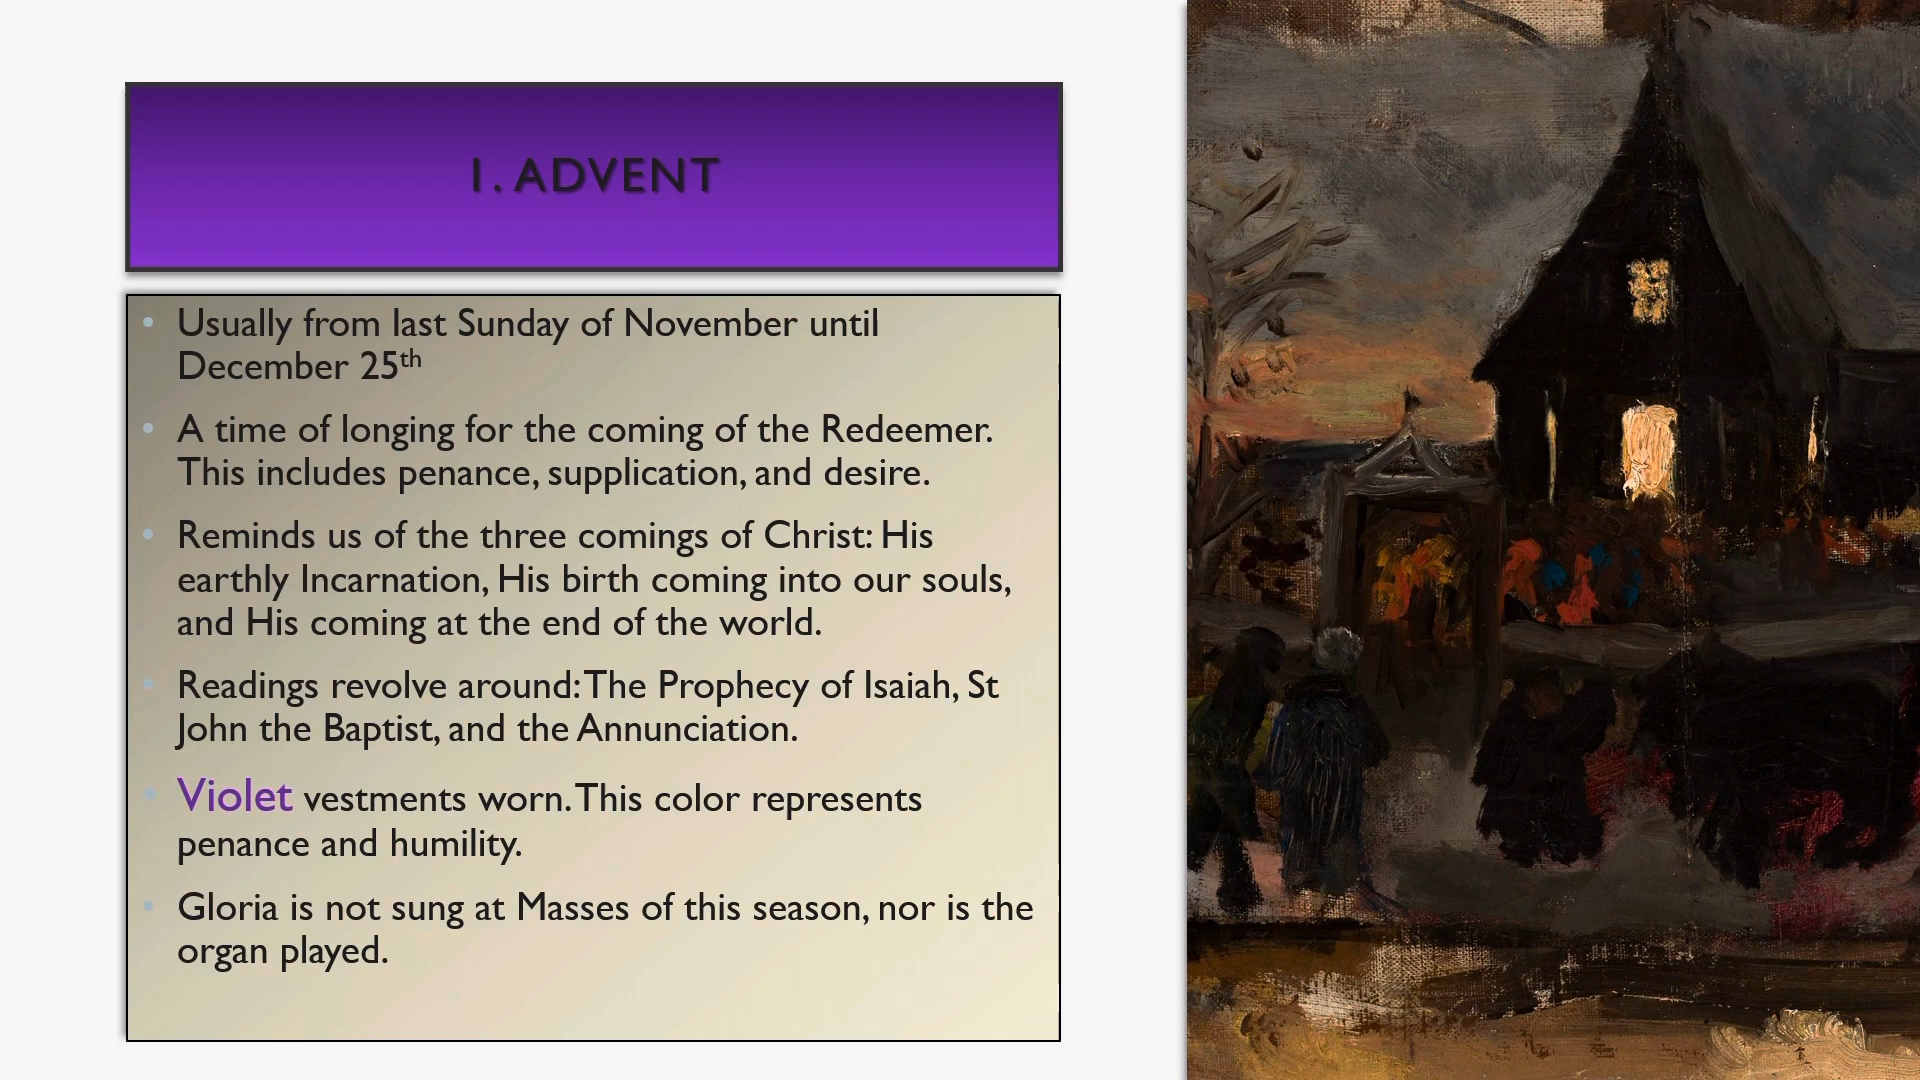 1. ADVENT
• Usually from last Sunday of November until
December 25th
• A time of longing for the coming of the Redeemer.
This includes penance, supplication, and desire.
• Reminds us of the three comings of Christ: His
earthly Incarnation, His birth coming into our souls,
and His coming at the end of the world.
• Readings revolve around: The Prophecy of Isaiah, St
John the Baptist, and the Annunciation.
• Violet vestments worn. This color represents
penance and humility.
• Gloria is not sung at Masses of this season, nor is the
organ played.